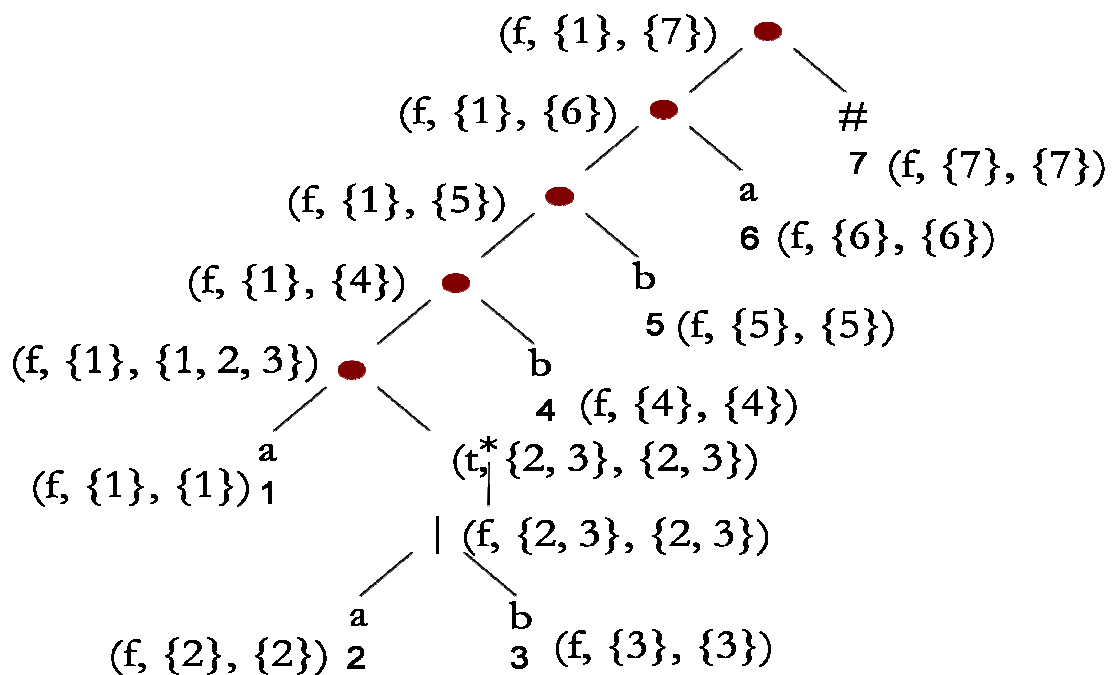 (f, {1}, {7})
(f, {1}, {6})
#
7 (f, {7}, {7})
(f, {1}, {5})
a
6 (f, {6}, {6})
(f, {1}, {4})
b
5 (f, {5}, {5})
(f, {1}, {1, 2, 3})
b
4 (f, {4}, {4})
a
(f, {1}, {1}) 1
*
(t, {2, 3}, {2, 3})
| (f, {2, 3}, {2, 3})
a
(f, {2}, {2}) 2
b
3 (f, {3}, {3})